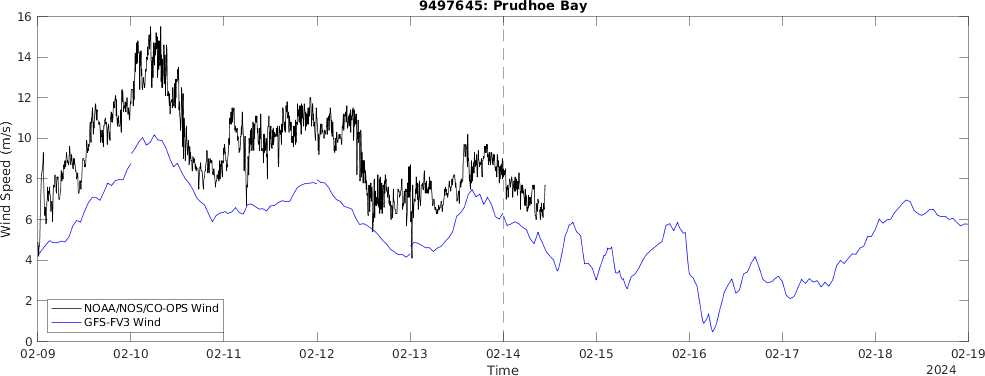 9497645: Prudhoe Bay
Wind Speed (m/s)
16
14
12
10
8
6
4
2
0
NOAA/NOS/CO-OPS Wind
GFS-FV3 Wind
02-09 02-10 02-11 02-12 02-13 02-14 02-15 02-16 02-17 02-18 02-19
Time
2024